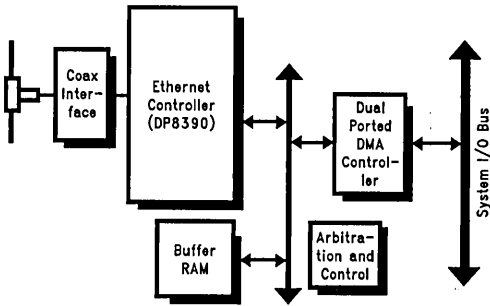 Coax
Inter-
face
Ethernet
Controller
(DP8390)
Dual
Ported
DMA
Control-
ler
System I/O Bus
Buffer
RAM
Arbitra-
tion and
Control